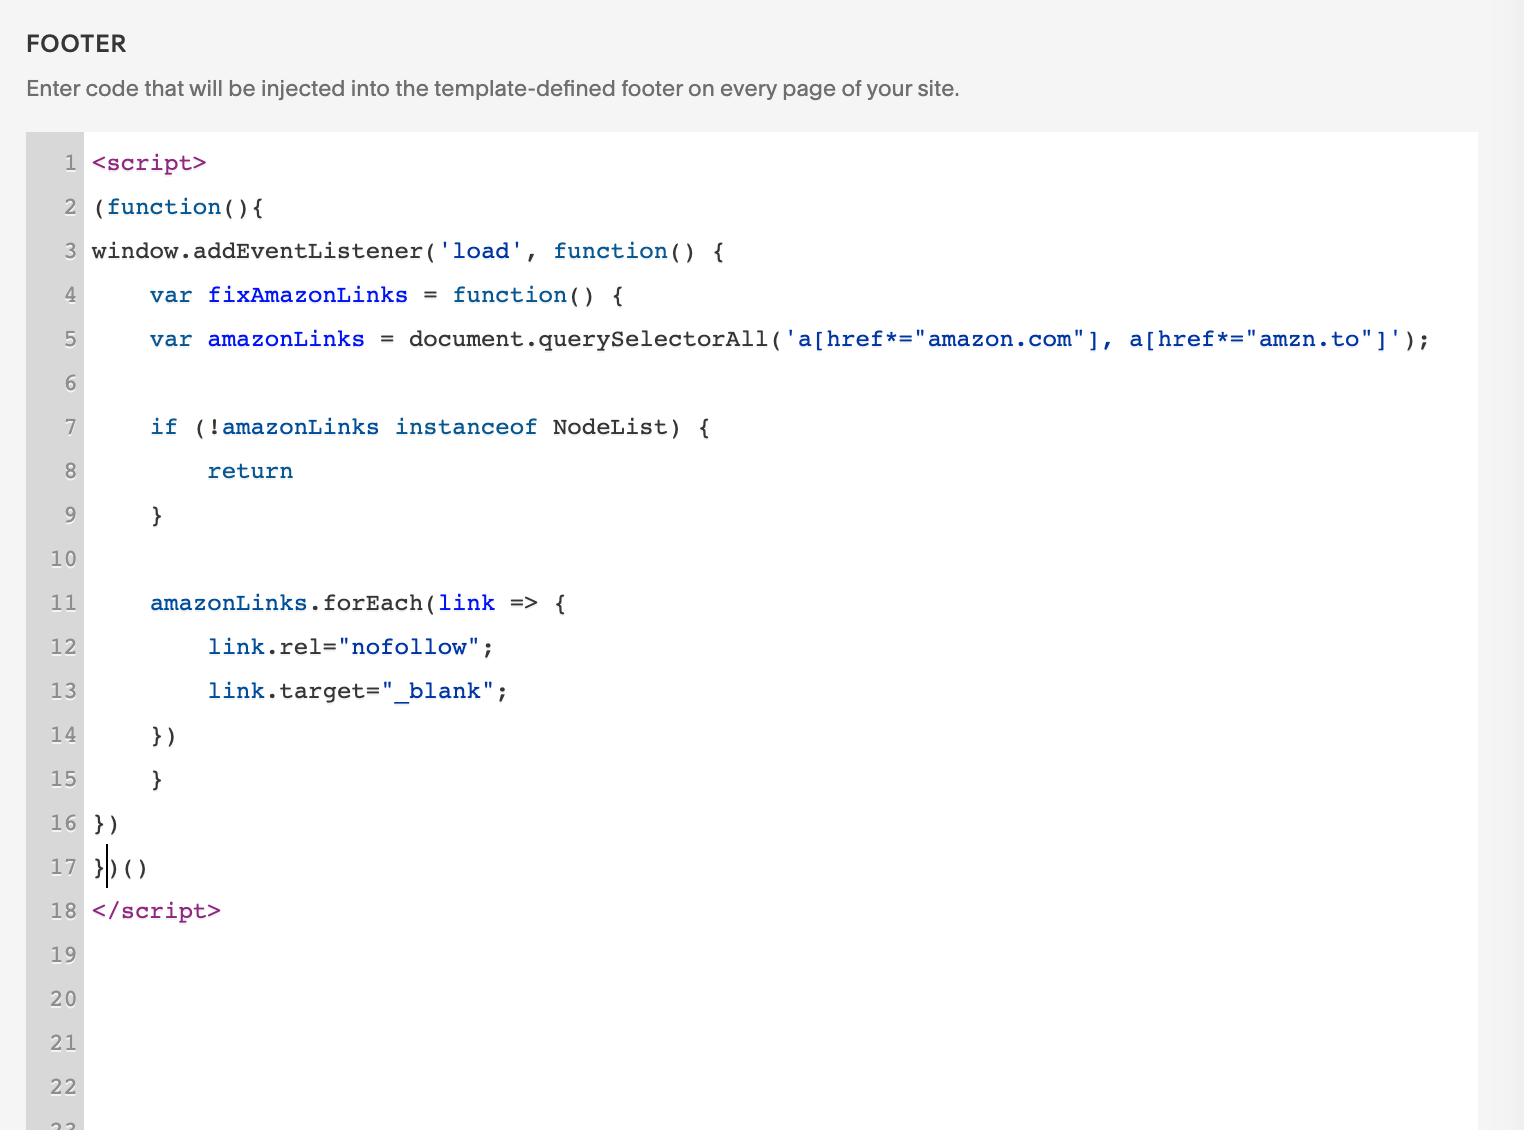 FOOTER
Enter code that will be injected into the template-defined footer on every page of your site.
1 <script>
2 (function(){
3 window.addEventListener('load', function() {
4     var fixAmazonLinks = function() {
5     var amazonLinks = document.querySelectorAll('a[href*="amazon.com"], a[href*="amzn.to"]');
6
7     if (!amazonLinks instanceof NodeList) {
8         return
9     }
10
11     amazonLinks.forEach(link => {
12         link.rel="nofollow";
13         link.target="_blank";
14     })
15     }
16 })
17 })()
18 </script>
19
20
21
22
23